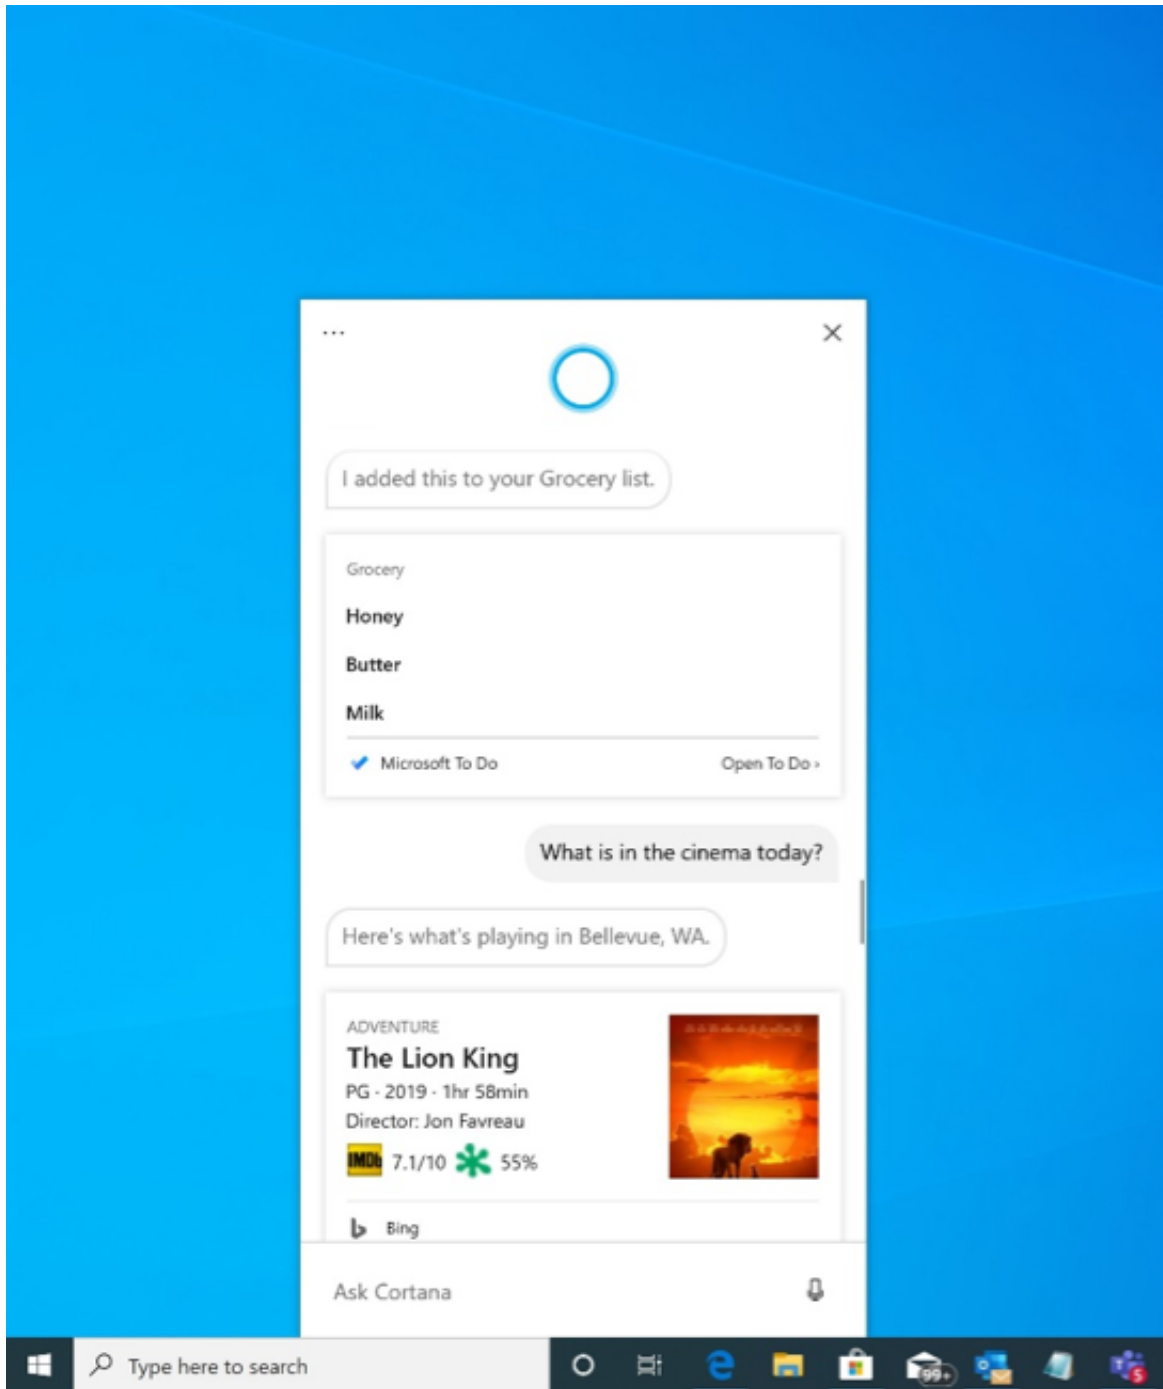 ...
I added this to your Grocery list.
Grocery
Honey
Butter
Milk
Microsoft To Do
Open To Do ›
What is in the cinema today?
Here's what's playing in Bellevue, WA.
ADVENTURE
The Lion King
PG · 2019 · 1hr 58min
Director: Jon Favreau
IMDb 7.1/10 55%
Bing
Ask Cortana
Type here to search
99+
T
5